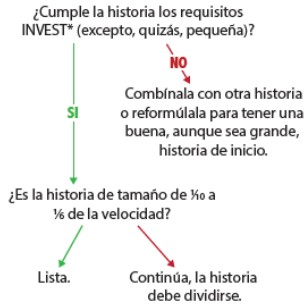 ¿Cumple la historia los requisitos
INVEST* (excepto, quizás, pequeña)?
NO
SI
Combínala con otra historia
o reformúlala para tener una
buena, aunque sea grande,
historia de inicio.
¿Es la historia de tamaño de ⅒ a
⅙ de la velocidad?
Lista.
Continúa, la historia
debe dividirse.